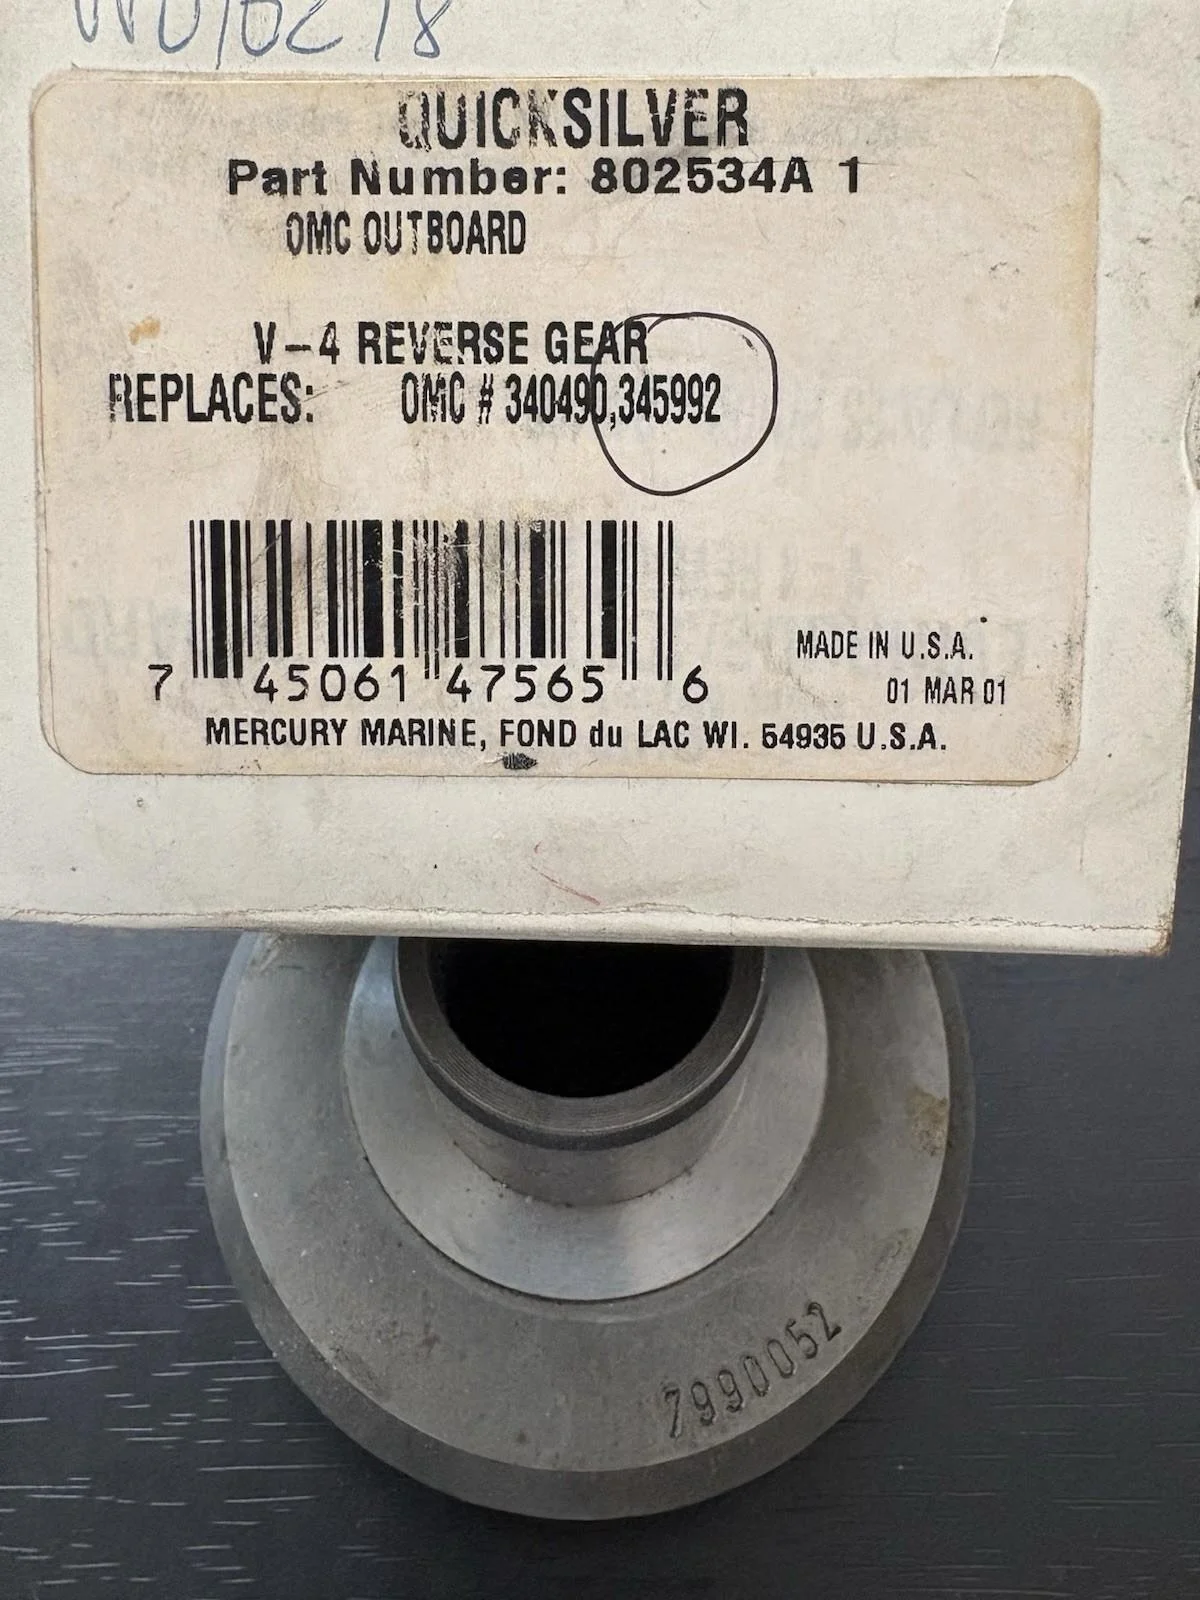 QUICKSILVER
Part Number: 802534A 1
OMC OUTBOARD
V-4 REVERSE GEAR
REPLACES: OMC # 340490,345992
7 45061 47565 6
MADE IN U.S.A.
01 MAR 01
MERCURY MARINE, FOND du LAC WI. 54935 U.S.A.
7990052